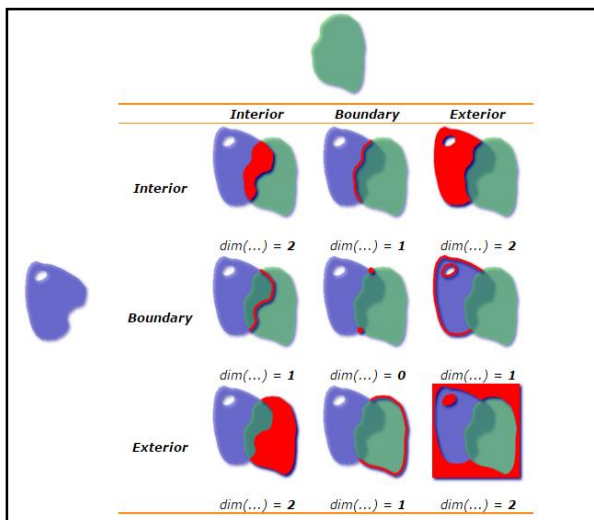 Interior Boundary Exterior
Interior
dim(...) = 2 dim(...) = 1 dim(...) = 2
Boundary
dim(...) = 1 dim(...) = 0 dim(...) = 1
Exterior
dim(...) = 2 dim(...) = 1 dim(...) = 2